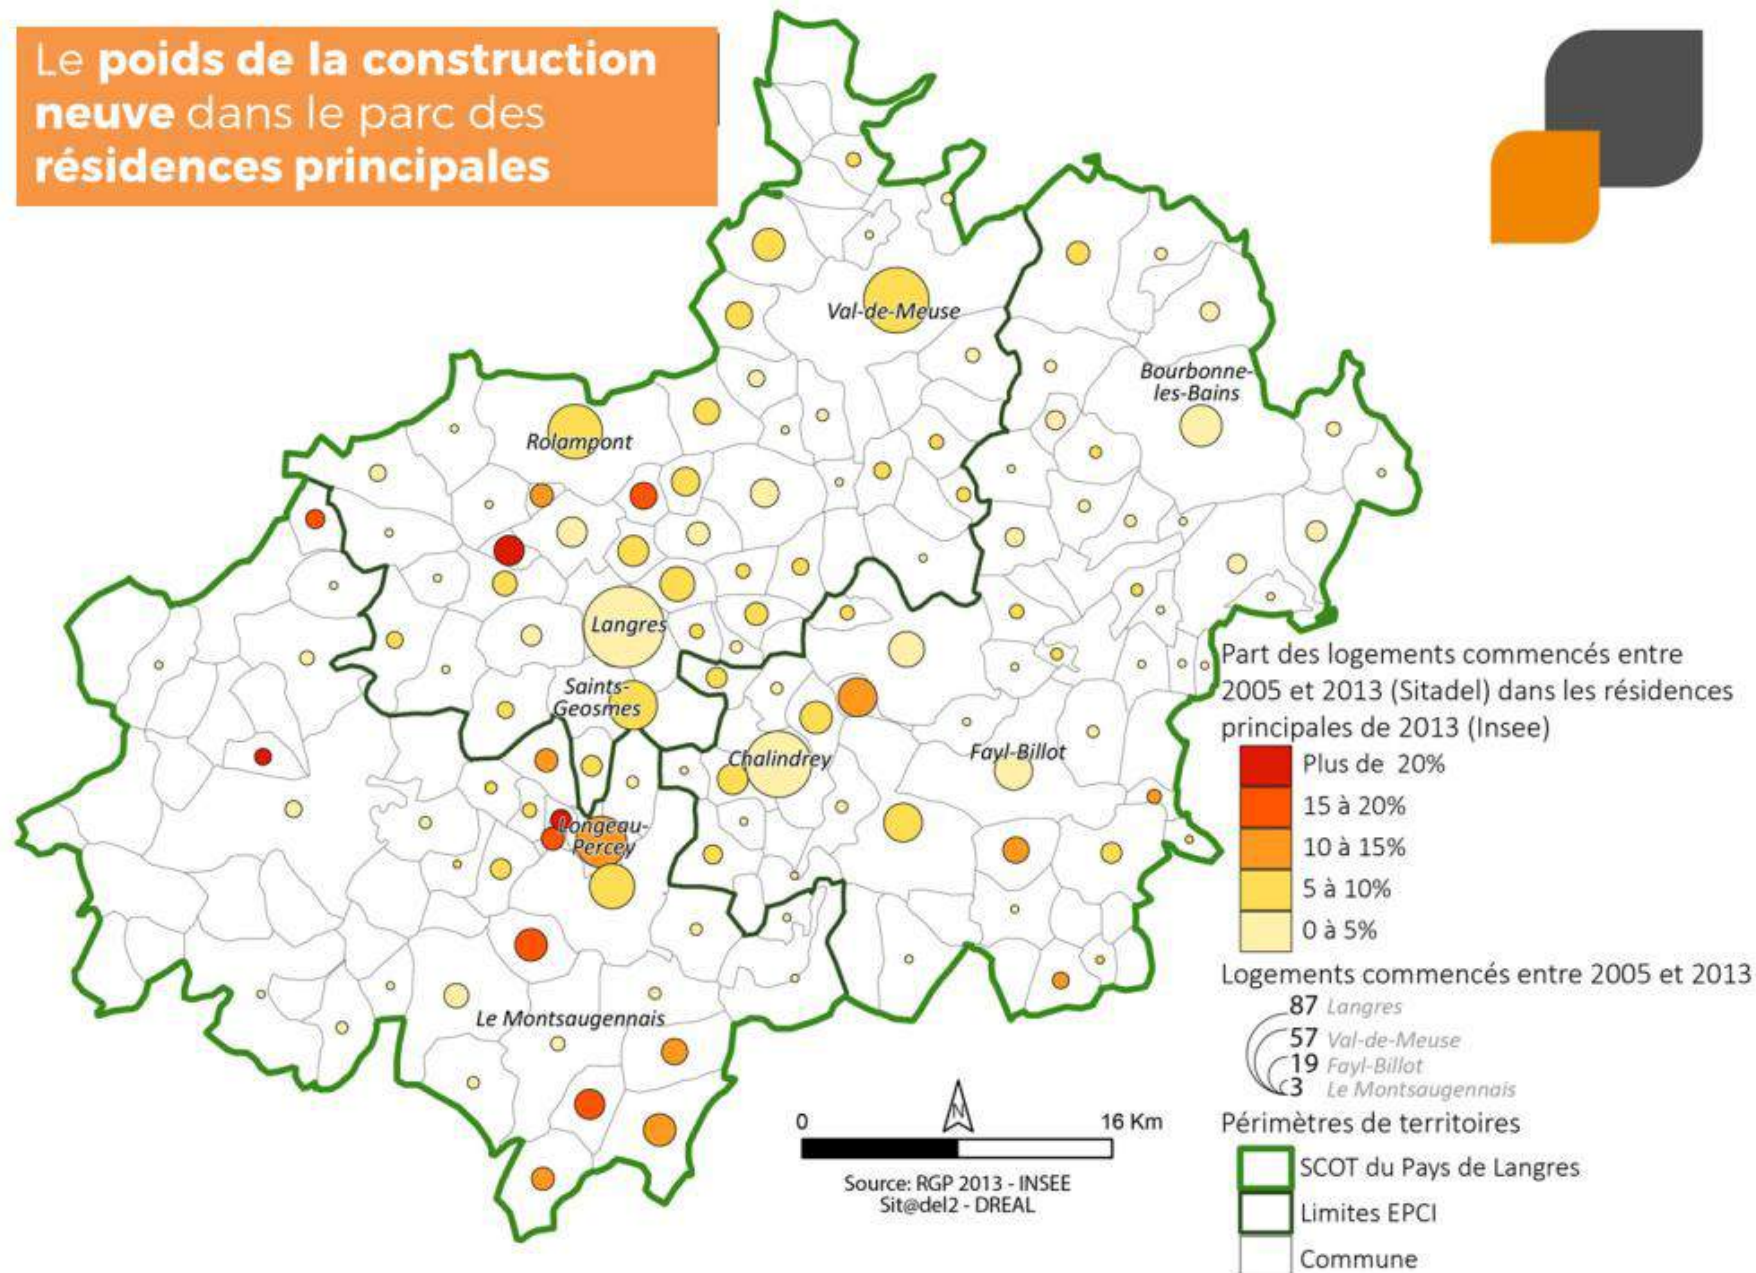 Le poids de la construction
neuve dans le parc des
résidences principales
Val-de-Meuse
Bourbonne-
les-Bains
Rolampont
Langres
Saints-
Geosmes
Chalindrey
Fayl-Billot
Longeau-
Percey
Le Montsaugennais
Part des logements commencés entre
2005 et 2013 (Sitadel) dans les résidences
principales de 2013 (Insee)
Plus de 20%
15 à 20%
10 à 15%
5 à 10%
0 à 5%
Logements commencés entre 2005 et 2013
87 Langres
57 Val-de-Meuse
19 Fayl-Billot
3 Le Montsaugennais
Périmètres de territoires
SCOT du Pays de Langres
Limites EPCI
Commune
N
0 16 Km
Source: RGP 2013 - INSEE
Sit@del2 - DREAL